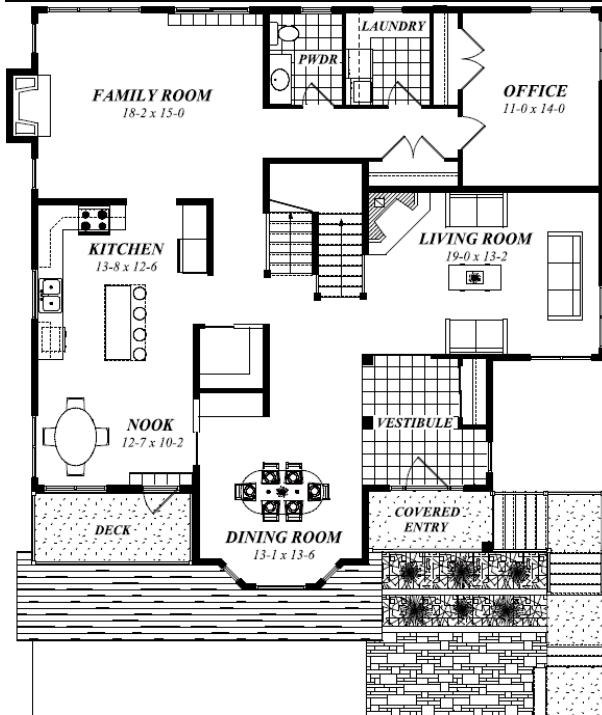 LAUNDRY
PWDR.
FAMILY ROOM
18-2 x 15-0
OFFICE
11-0 x 14-0
KITCHEN
13-8 x 12-6
LIVING ROOM
19-0 x 13-2
NOOK
12-7 x 10-2
VESTIBULE
DECK
COVERED
ENTRY
DINING ROOM
13-1 x 13-6